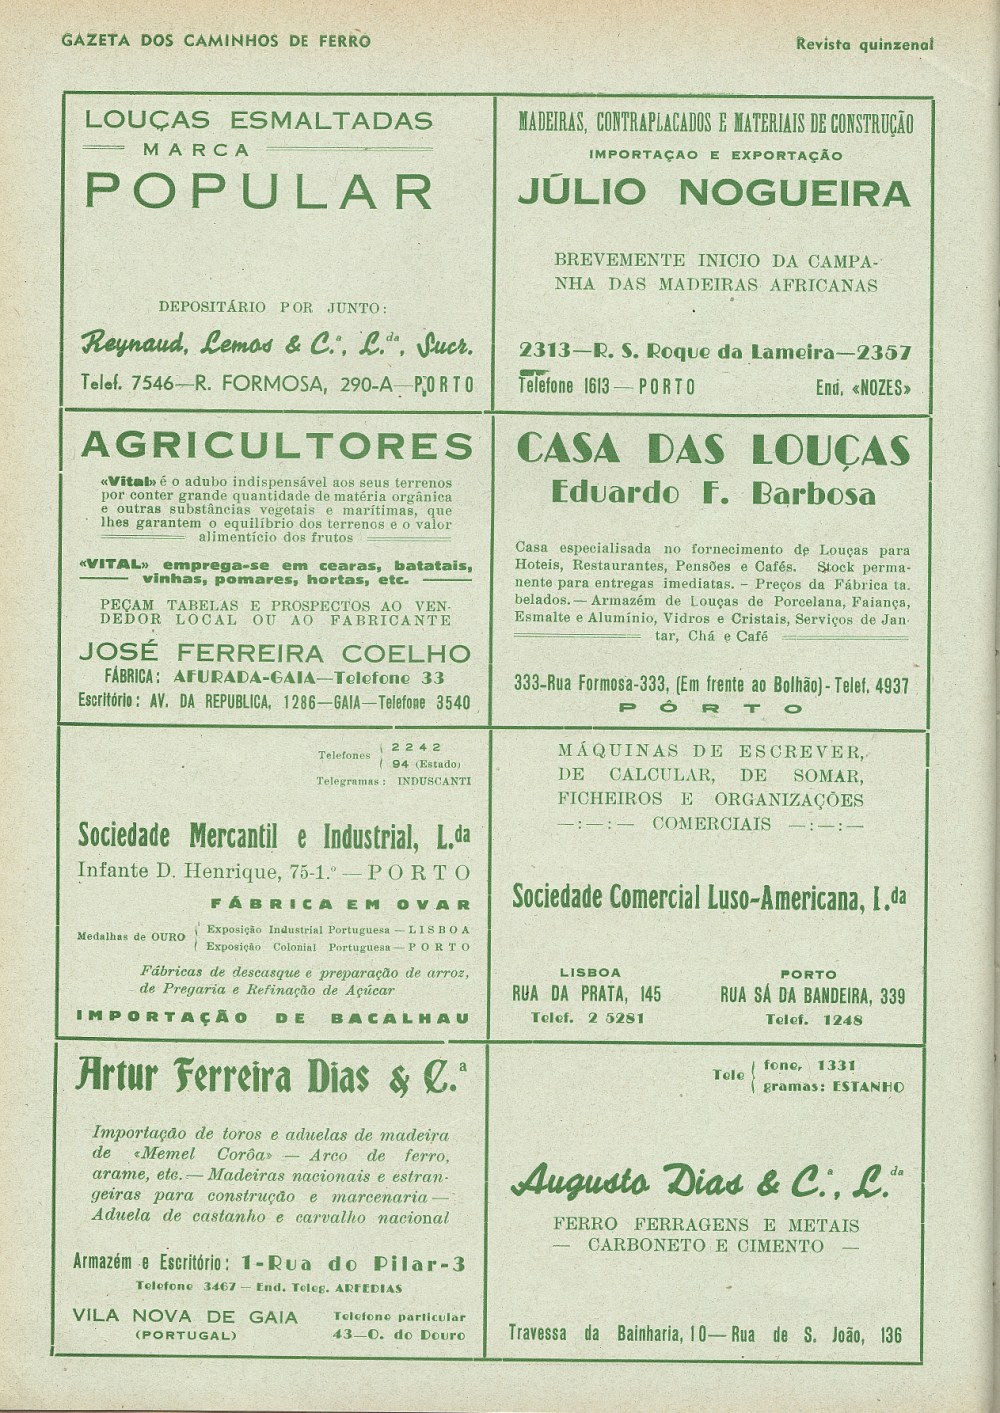 GAZETA DOS CAMINHOS DE FERRO
Revista quinzenal
LOUÇAS ESMALTADAS
MARCA
POPULAR
DEPOSITÁRIO POR JUNTO:
Reynaud, Lemos & C.ª, L.da, Sucr.
Telef. 7546—R. FORMOSA, 290-A—PORTO
MADEIRAS, CONTRAPLACADOS E MATERIAIS DE CONSTRUÇÃO
IMPORTAÇAO E EXPORTAÇÃO
JÚLIO NOGUEIRA
BREVEMENTE INICIO DA CAMPA-
NHA DAS MADEIRAS AFRICANAS
2313—R. S. Roque da Lameira—2357
Telefone 1613 — PORTO End, «NOZES»
AGRICULTORES
«Vital» é o adubo indispensável aos seus terrenos
por conter grande quantidade de matéria orgânica
e outras substâncias vegetais e marítimas, que
lhes garantem o equilíbrio dos terrenos e o valor
alimentício dos frutos
«VITAL» emprega-se em cearas, batatais,
vinhas, pomares, hortas, etc.
PEÇAM TABELAS E PROSPECTOS AO VEN-
DEDOR LOCAL OU AO FABRICANTE
JOSÉ FERREIRA COELHO
FÁBRICA: AFURADA-GAIA—Telefone 33
Escritório: AV. DA REPUBLICA, 1286—GAIA—Telefone 3540
CASA DAS LOUÇAS
Eduardo F. Barbosa
Casa especialisada no fornecimento de Louças para
Hoteis, Restaurantes, Pensões e Cafés. Stock perma-
nente para entregas imediatas. - Preços da Fábrica ta.
belados.— Armazém de Louças de Porcelana, Faiança,
Esmalte e Alumínio, Vidros e Cristais, Serviços de Jan-
tar, Chá e Café
333-Rua Formosa-333, (Em frente ao Bolhão) - Telef. 4937
PÔRTO
Telefones 2242
94 (Estado)
Telegramas: INDUSCANTI
Sociedade Mercantil e Industrial, L.da
Infante D. Henrique, 75-1.º — PORTO
FÁBRICA EM OVAR
Medalhas de OURO
Exposição Industrial Portuguesa — LISBOA
Exposição Colonial Portuguesa — PORTO
Fábricas de descasque e preparação de arroz,
de Pregaria e Refinação de Açúcar
IMPORTAÇÃO DE BACALHAU
MÁQUINAS DE ESCREVER,
DE CALCULAR, DE SOMAR,
FICHEIROS E ORGANIZAÇÕES
—:—:— COMERCIAIS —:—:—
Sociedade Comercial Luso-Americana, L.da
LISBOA
RUA DA PRATA, 145
Telef. 2 5281
PORTO
RUA SÁ DA BANDEIRA, 339
Telef. 1248
Artur Ferreira Dias & C.ª
Importação de toros e aduelas de madeira
de «Memel Corôa» — Arco de ferro,
arame, etc. — Madeiras nacionais e estran-
geiras para construção e marcenaria —
Aduela de castanho e carvalho nacional
Armazém e Escritório: 1-Rua do Pilar-3
Telefone 3467 — End. Teleg. ARFEDIAS
VILA NOVA DE GAIA
(PORTUGAL)
Telefone particular
43—O. do Douro
Tele fone, 1331
gramas: ESTANHO
Augusto Dias & C.ª, L.da
FERRO FERRAGENS E METAIS
— CARBONETO E CIMENTO —
Travessa da Bainharia, 10— Rua de S. João, 136